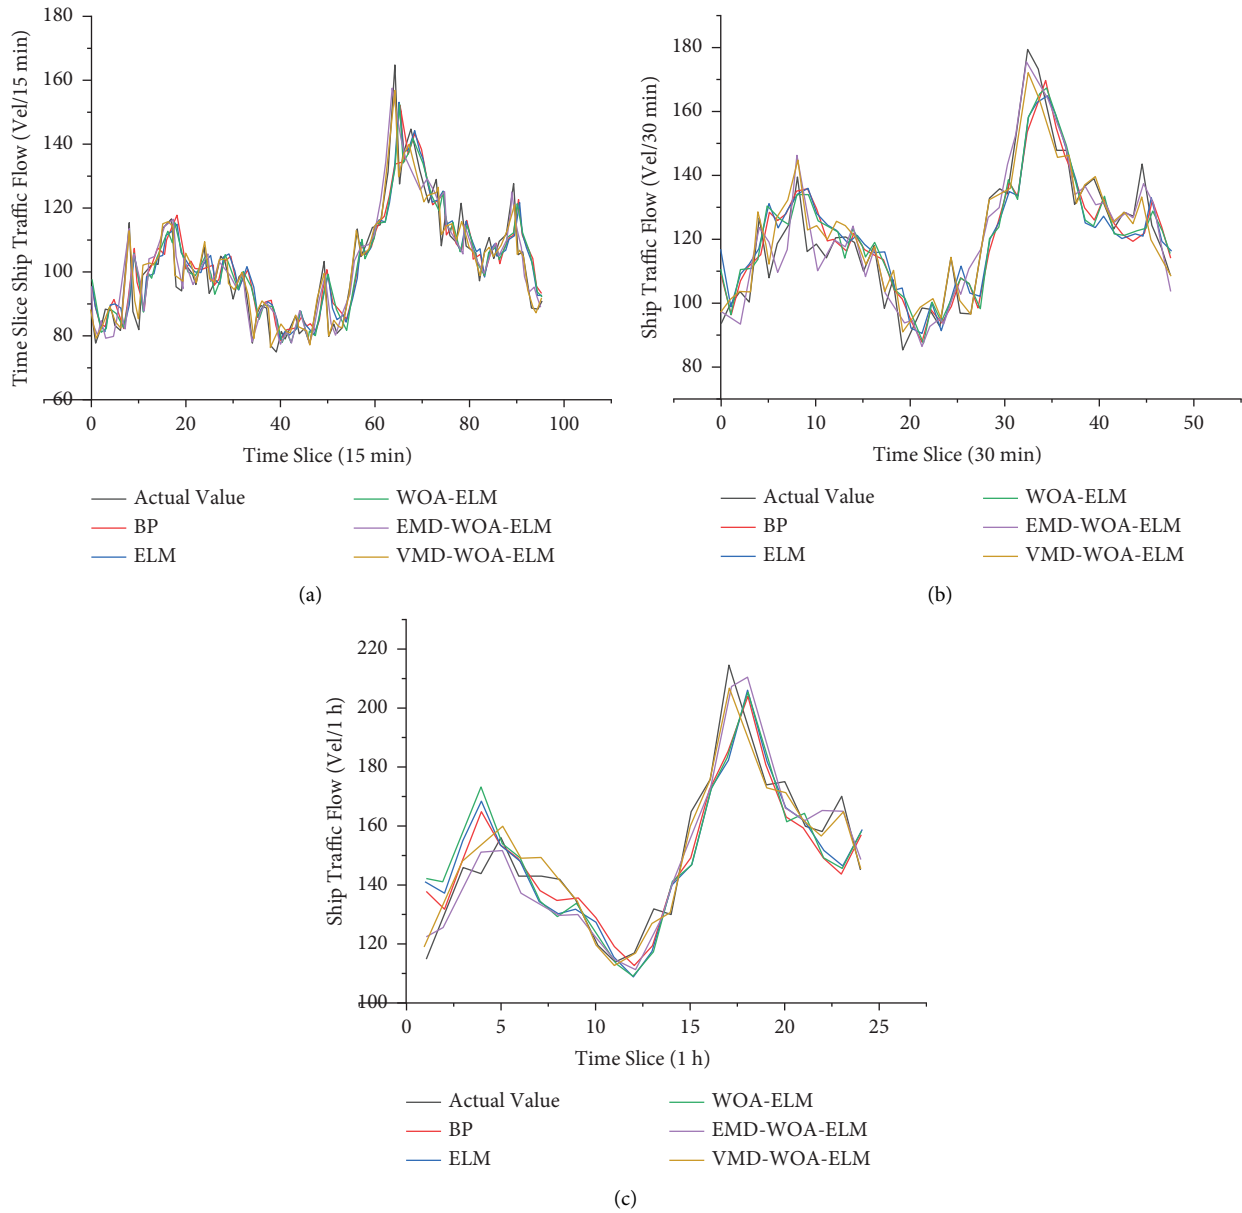 180
160
140
120
100
80
60
Time Slice Ship Traffic Flow (Vel/15 min)
0 20 40 60 80 100
Time Slice (15 min)
Actual Value
BP
ELM
WOA-ELM
EMD-WOA-ELM
VMD-WOA-ELM
(a)
180
160
140
120
100
80
Ship Traffic Flow (Vel/30 min)
0 10 20 30 40 50
Time Slice (30 min)
Actual Value
BP
ELM
WOA-ELM
EMD-WOA-ELM
VMD-WOA-ELM
(b)
220
200
180
160
140
120
100
Ship Traffic Flow (Vel/1 h)
0 5 10 15 20 25
Time Slice (1 h)
Actual Value
BP
ELM
WOA-ELM
EMD-WOA-ELM
VMD-WOA-ELM
(c)